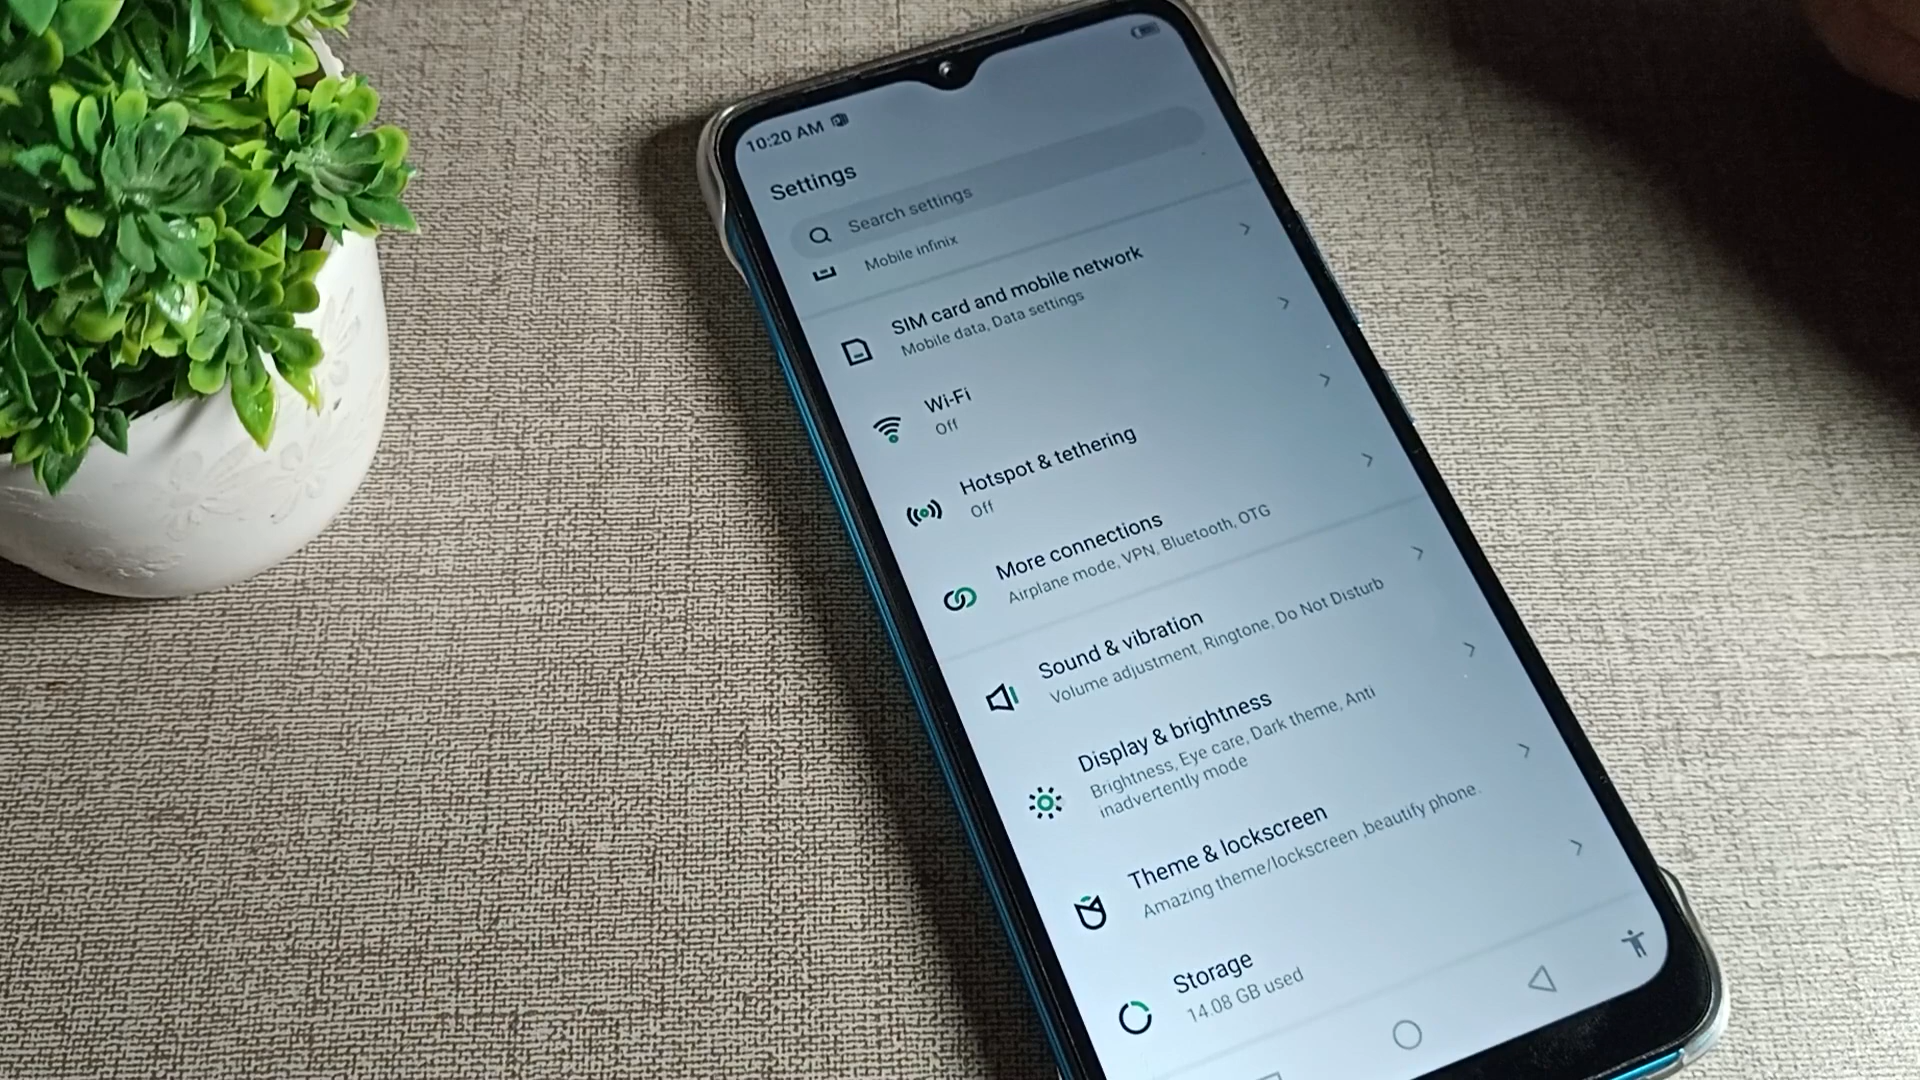 10:20 AM
Settings
Search settings
Mobile infinix
SIM card and mobile network
Mobile data, Data settings
Wi-Fi
Off
Hotspot & tethering
Off
More connections
Airplane mode, VPN, Bluetooth, OTG
Sound & vibration
Volume adjustment, Ringtone, Do Not Disturb
Display & brightness
Brightness, Eye care, Dark theme, Anti
inadvertently mode
Theme & lockscreen
Amazing theme/lockscreen ,beautify phone.
Storage
14.08 GB used